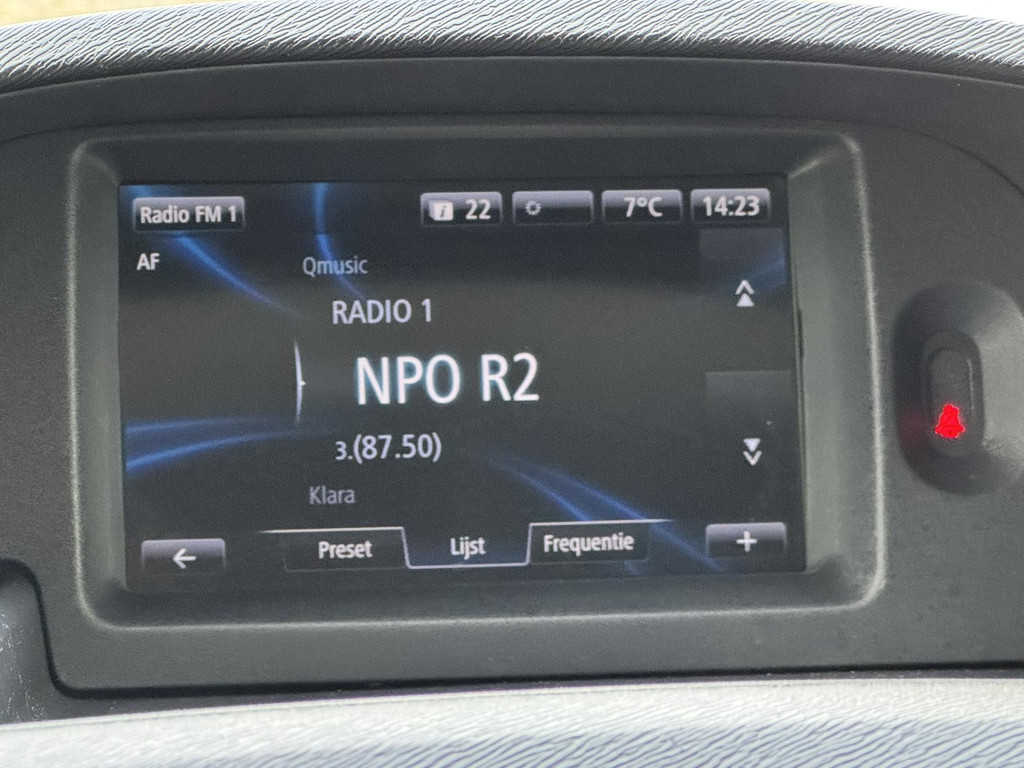 Radio FM 1
22
7°C
14:23
AF
Qmusic
RADIO 1
NPO R2
3.(87.50)
Klara
Preset
Lijst
Frequentie
+